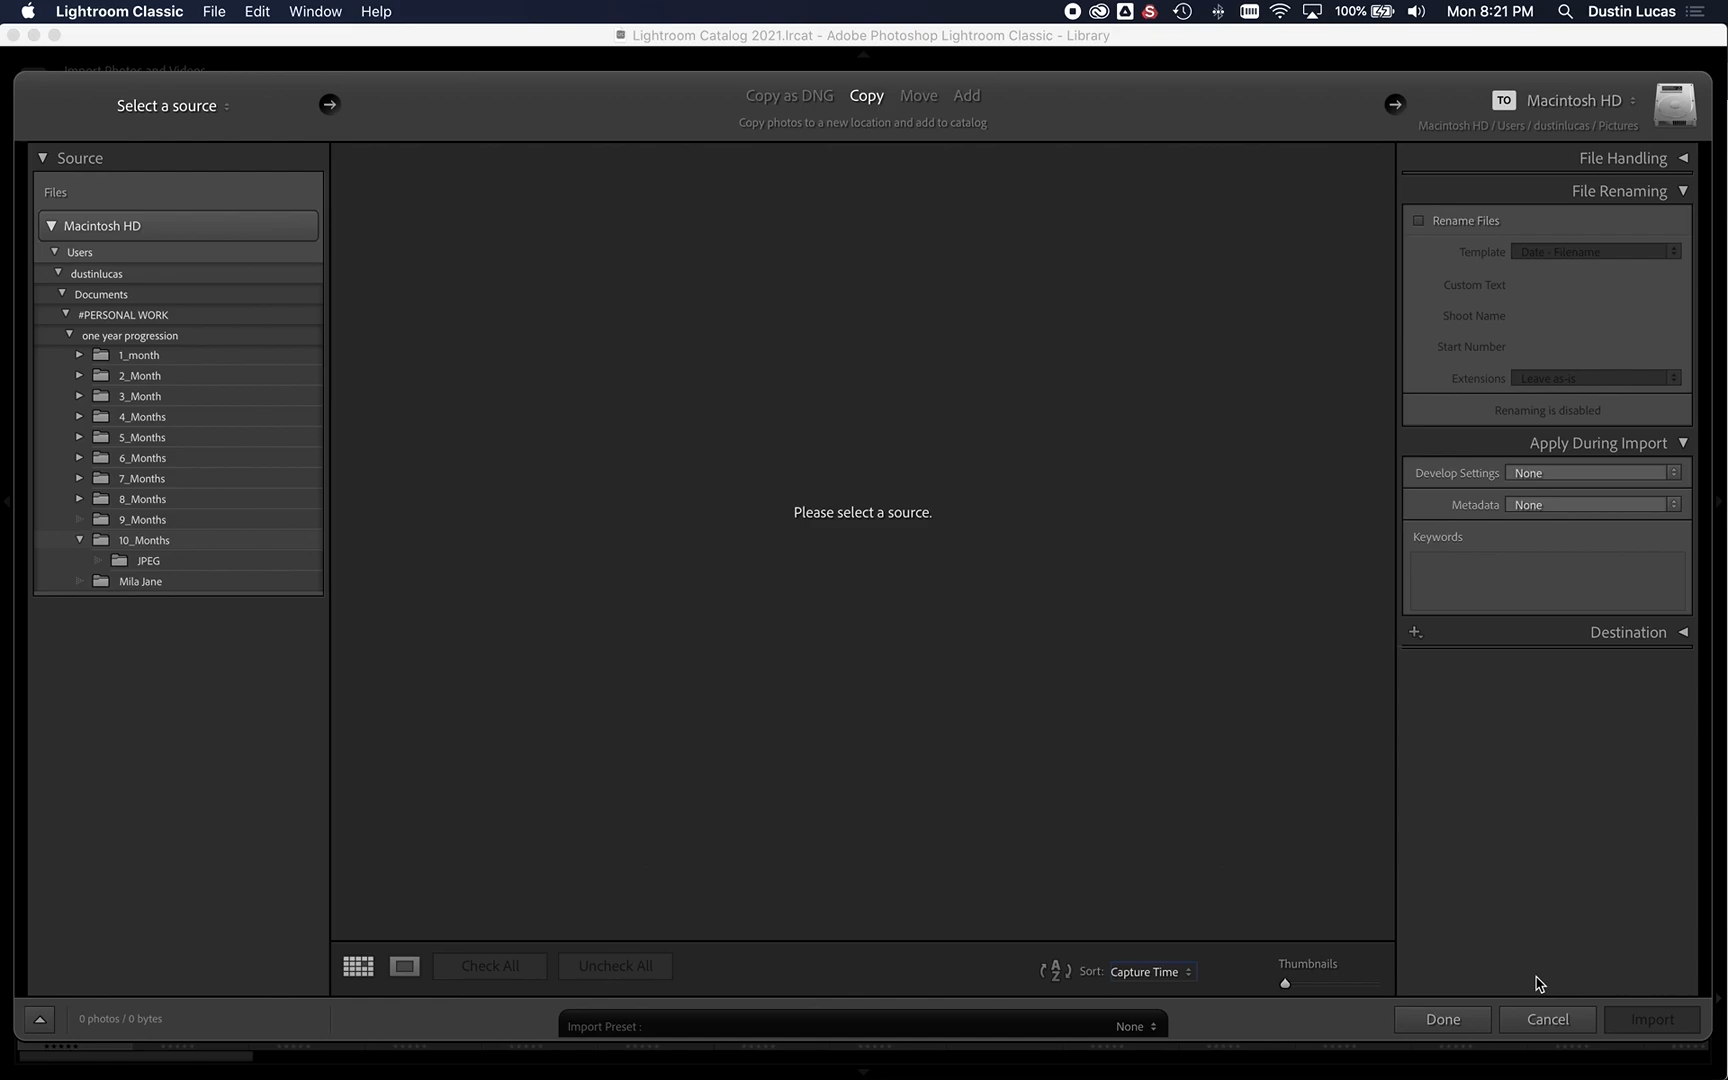 Lightroom Classic File Edit Window Help 100% Mon 8:21 PM Dustin Lucas
Lightroom Catalog 2021.lrcat - Adobe Photoshop Lightroom Classic - Library
Import Photos and Videos
Select a source
Copy as DNG Copy Move Add
Copy photos to a new location and add to catalog
TO Macintosh HD
Macintosh HD / Users / dustinlucas / Pictures
Source
Files
Macintosh HD
Users
dustinlucas
Documents
#PERSONAL WORK
one year progression
1_month
2_Month
3_Month
4_Months
5_Months
6_Months
7_Months
8_Months
9_Months
10_Months
JPEG
Mila Jane
Please select a source.
File Handling
File Renaming
Rename Files
Template Date - Filename
Custom Text
Shoot Name
Start Number
Extensions Leave as-is
Renaming is disabled
Apply During Import
Develop Settings None
Metadata None
Keywords
Destination
Check All Uncheck All
Sort: Capture Time
Thumbnails
0 photos / 0 bytes
Import Preset : None
Done Cancel Import